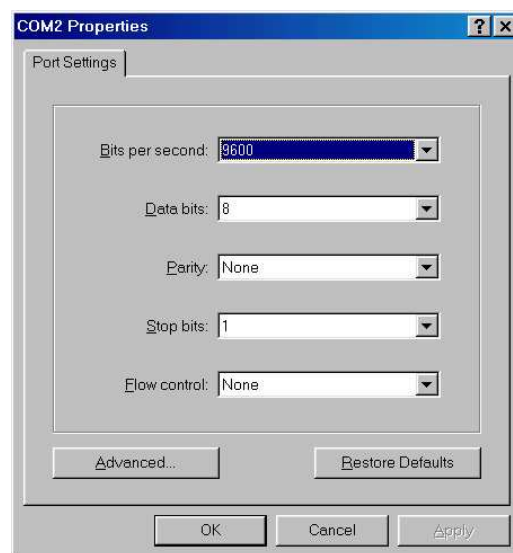 COM2 Properties
Port Settings
Bits per second: 9600
Data bits: 8
Parity: None
Stop bits: 1
Flow control: None
Advanced... Restore Defaults
OK Cancel Apply